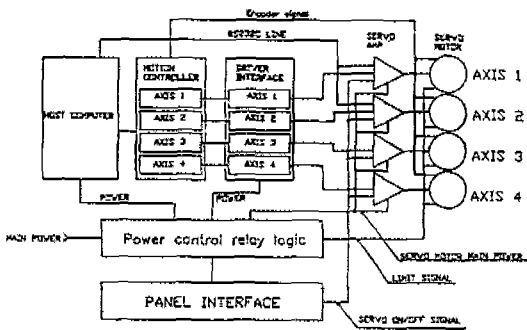 Encoder signal
RS232C LINE
SERVO AMP
SERVO MOTOR
MOTION CONTROLLER
DRIVER INTERFACE
HOST COMPUTER
AXIS 1
AXIS 2
AXIS 3
AXIS 4
AXIS 1
AXIS 2
AXIS 3
AXIS 4
AXIS 1
AXIS 2
AXIS 3
AXIS 4
POWER
POWER
MAIN POWER
Power control relay logic
SERVO MOTOR MAIN POWER
LIMIT SIGNAL
PANEL INTERFACE
SERVO ON/OFF SIGNAL